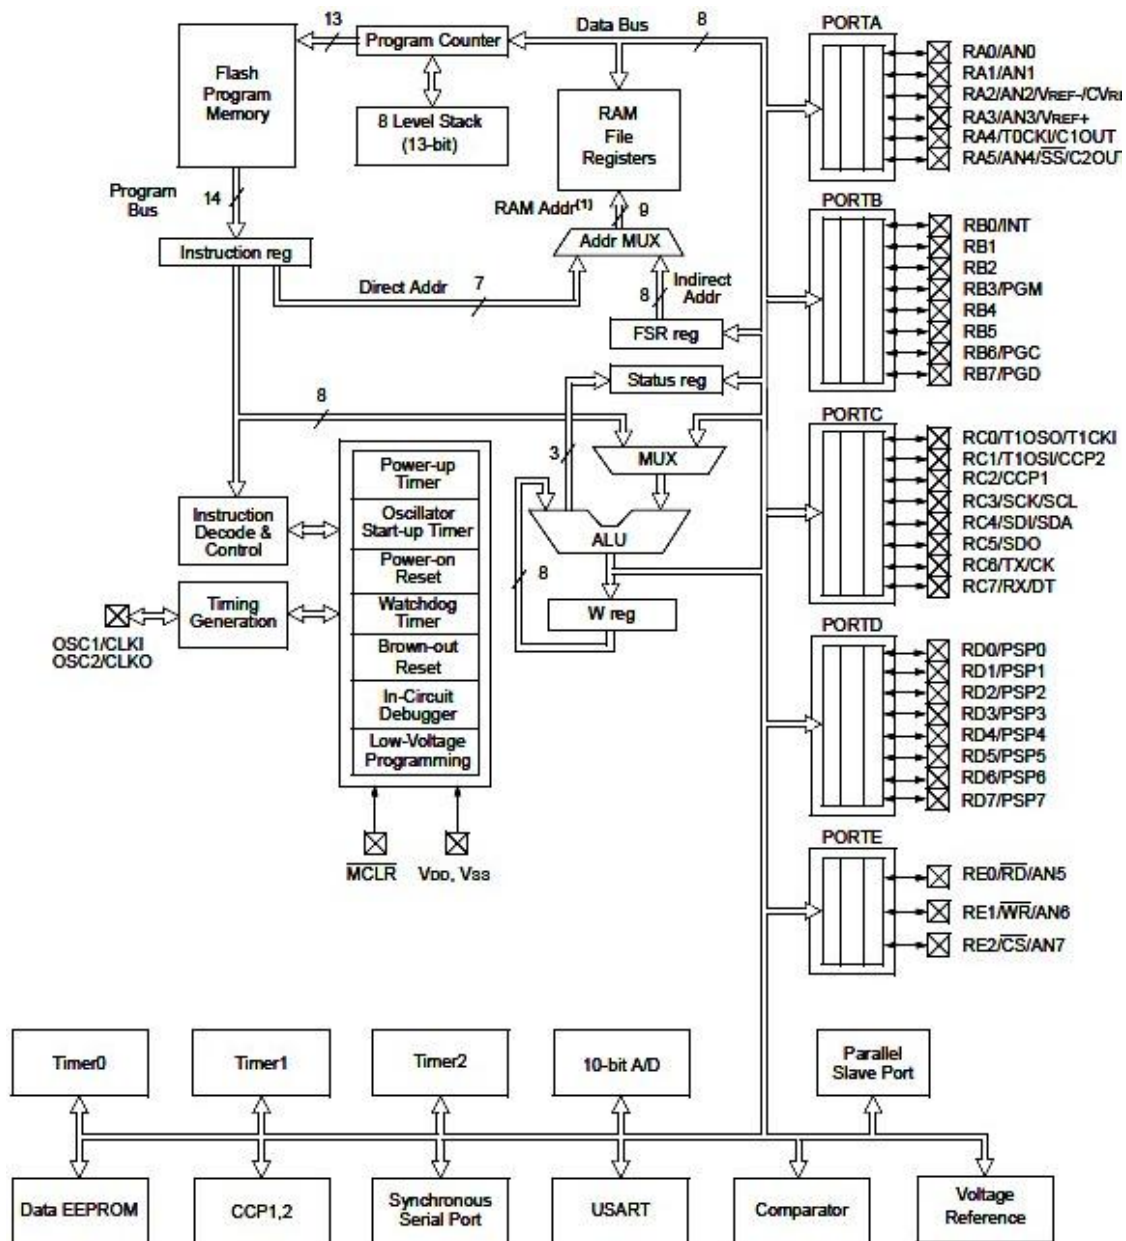 13
Program Counter
Data Bus
8
Flash
Program
Memory
8 Level Stack
(13-bit)
RAM
File
Registers
Program
Bus
14
RAM Addr(1)
9
Addr MUX
Instruction reg
Direct Addr
7
8
Indirect
Addr
FSR reg
Status reg
8
3
MUX
Power-up
Timer
Oscillator
Start-up Timer
Power-on
Reset
Watchdog
Timer
Brown-out
Reset
In-Circuit
Debugger
Low-Voltage
Programming
Instruction
Decode &
Control
Timing
Generation
OSC1/CLKI
OSC2/CLKO
ALU
8
W reg
MCLR
VDD, VSS
PORTA
RA0/AN0
RA1/AN1
RA2/AN2/VREF-/CVR
RA3/AN3/VREF+
RA4/T0CKI/C1OUT
RA5/AN4/SS/C2OUT
PORTB
RB0/INT
RB1
RB2
RB3/PGM
RB4
RB5
RB6/PGC
RB7/PGD
PORTC
RC0/T1OSO/T1CKI
RC1/T1OSI/CCP2
RC2/CCP1
RC3/SCK/SCL
RC4/SDI/SDA
RC5/SDO
RC6/TX/CK
RC7/RX/DT
PORTD
RD0/PSP0
RD1/PSP1
RD2/PSP2
RD3/PSP3
RD4/PSP4
RD5/PSP5
RD6/PSP6
RD7/PSP7
PORTE
RE0/RD/AN5
RE1/WR/AN6
RE2/CS/AN7
Timer0
Timer1
Timer2
10-bit A/D
Parallel
Slave Port
Data EEPROM
CCP1,2
Synchronous
Serial Port
USART
Comparator
Voltage
Reference